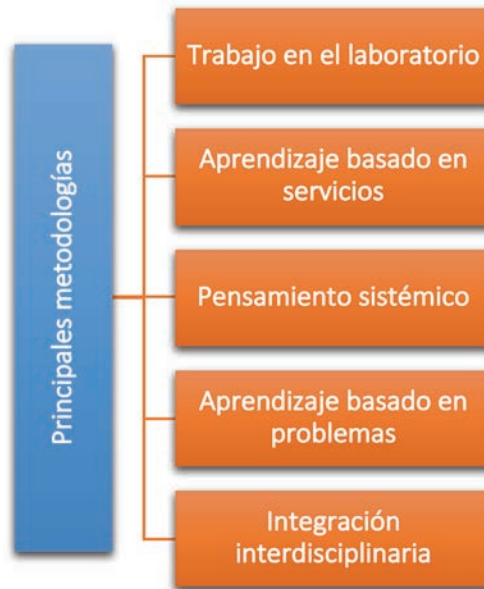 Principales metodologías
Trabajo en el laboratorio
Aprendizaje basado en
servicios
Pensamiento sistémico
Aprendizaje basado en
problemas
Integración
interdisciplinaria